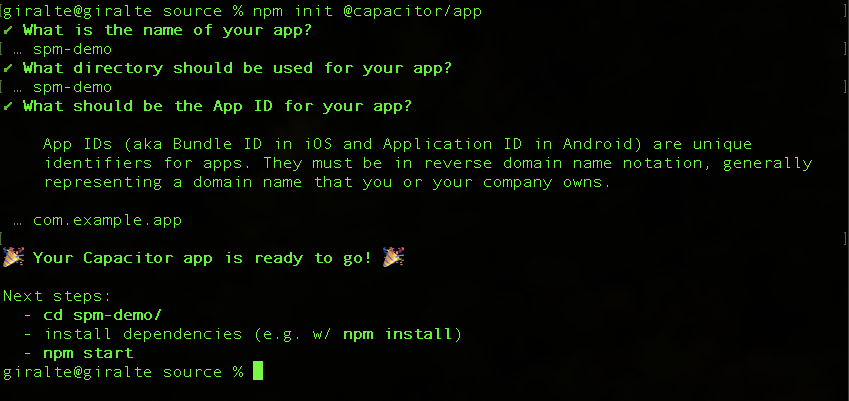 giralte@giralte source % npm init @capacitor/app
✔ What is the name of your app?
… spm-demo
✔ What directory should be used for your app?
… spm-demo
✔ What should be the App ID for your app?
App IDs (aka Bundle ID in iOS and Application ID in Android) are unique
identifiers for apps. They must be in reverse domain name notation, generally
representing a domain name that you or your company owns.
… com.example.app
🎉 Your Capacitor app is ready to go! 🎉
Next steps:
- cd spm-demo/
- install dependencies (e.g. w/ npm install)
- npm start
giralte@giralte source %